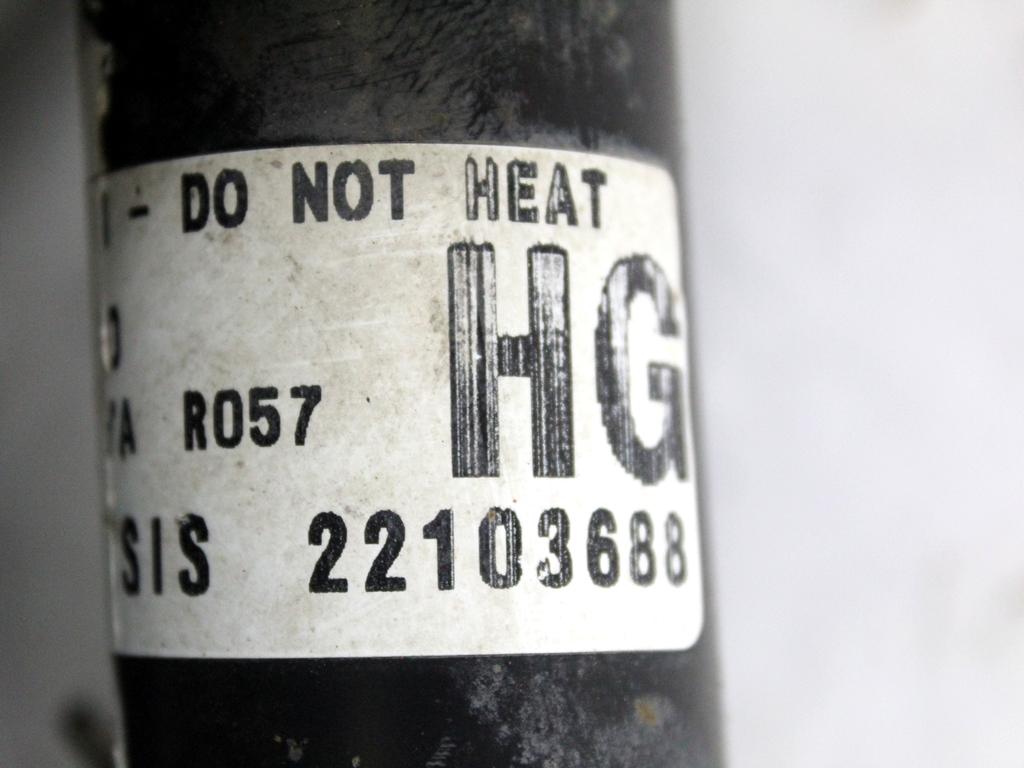 - DO NOT HEAT
HG
R057
SIS 22103688